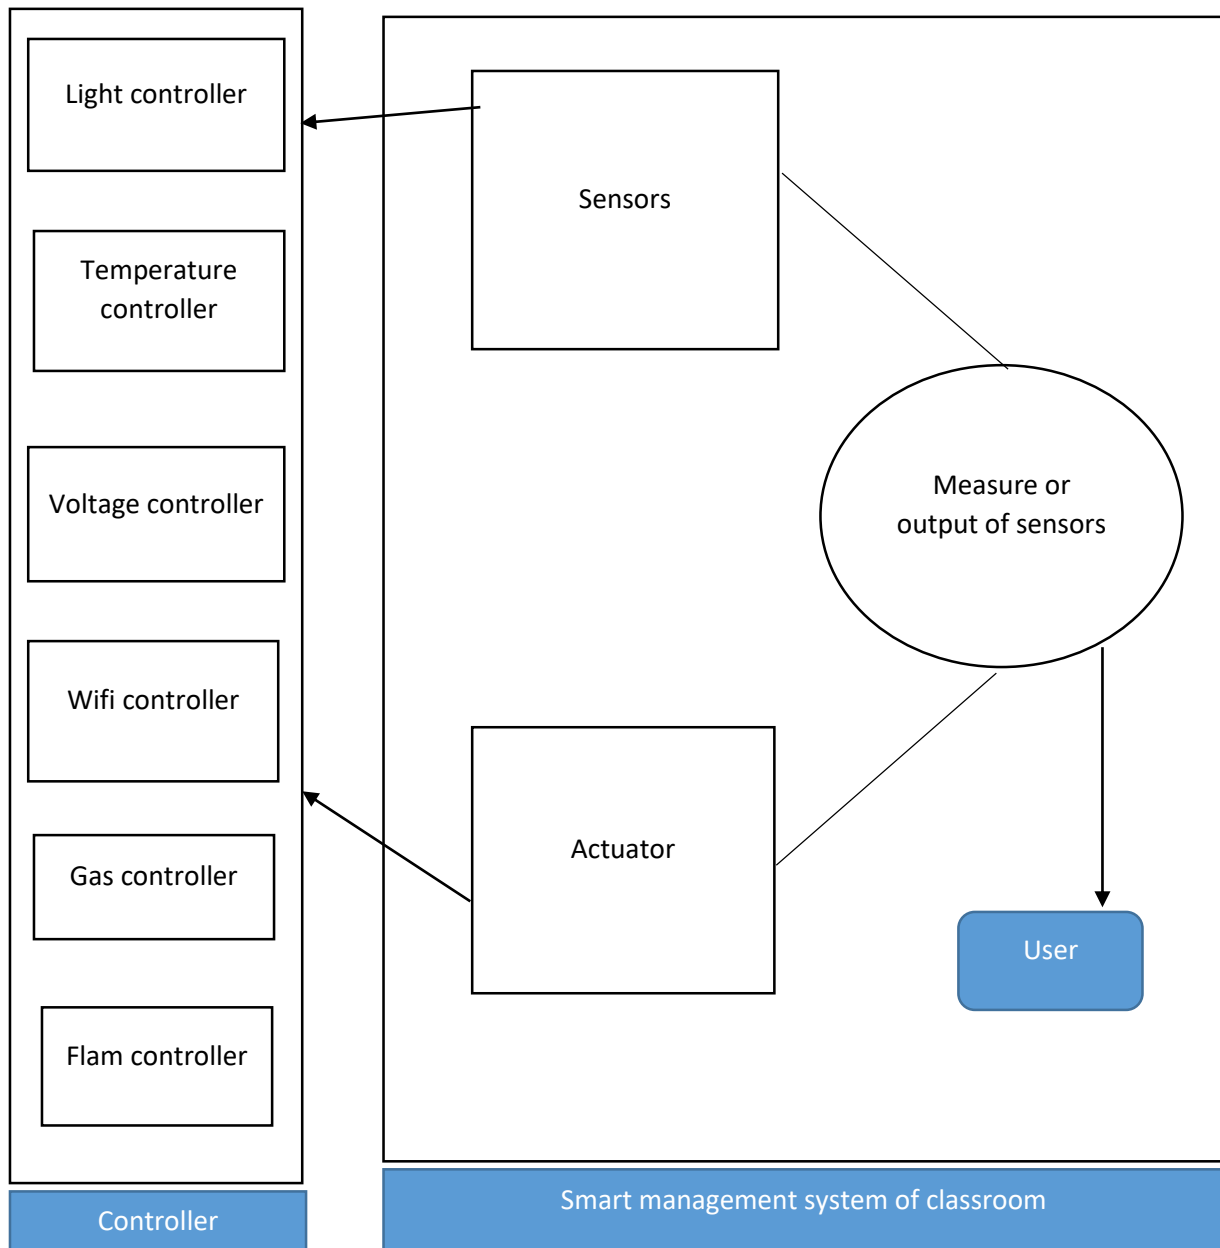 Light controller
Temperature
controller
Voltage controller
Wifi controller
Gas controller
Flam controller
Controller
Sensors
Measure or
output of sensors
Actuator
User
Smart management system of classroom